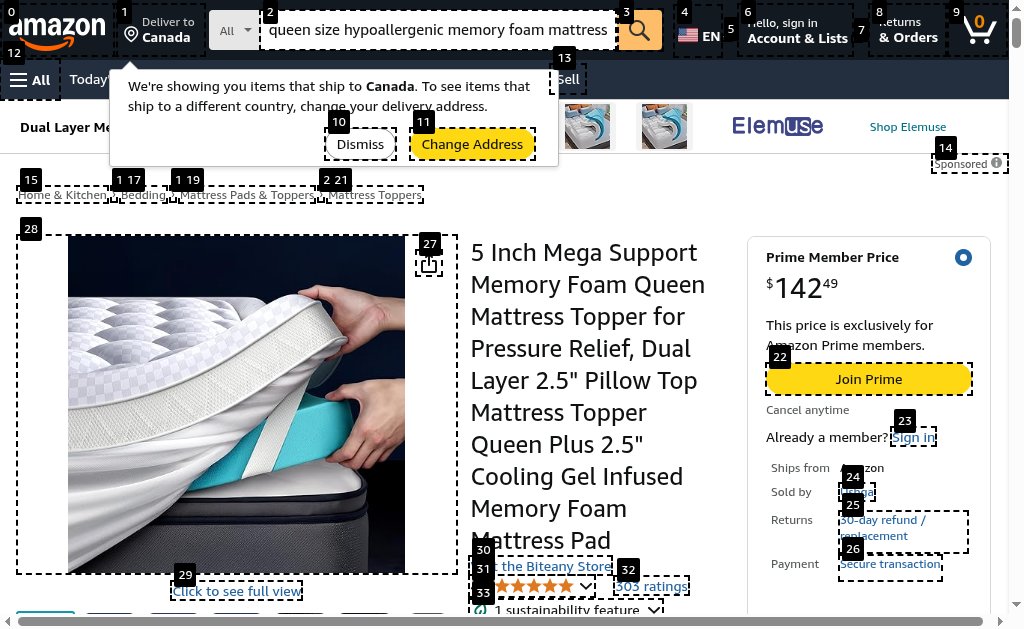 0
1
2
3
4
5
6
7
8
9
amazon
Deliver to
Canada
All
queen size hypoallergenic memory foam mattress
EN
Hello, sign in
Account & Lists
Returns
& Orders
0
12
All
Today'
13
Sell
We're showing you items that ship to Canada. To see items that
ship to a different country, change your delivery address.
10
Dismiss
11
Change Address
Dual Layer Me
Elemuse
Shop Elemuse
14
Sponsored
15
Home & Kitchen
1 17
Bedding
1 19
Mattress Pads & Toppers
2 21
Mattress Toppers
28
27
29
Click to see full view
5 Inch Mega Support
Memory Foam Queen
Mattress Topper for
Pressure Relief, Dual
Layer 2.5" Pillow Top
Mattress Topper
Queen Plus 2.5"
Cooling Gel Infused
Memory Foam
Mattress Pad
30
31
the Biteany Store
32
303 ratings
33
1 sustainability feature
Prime Member Price
$142 49
This price is exclusively for
Amazon Prime members.
22
Join Prime
Cancel anytime
23
Already a member? Sign in
Ships from
Amazon
24
Sold by
25
Returns
30-day refund /
replacement
26
Payment
Secure transaction